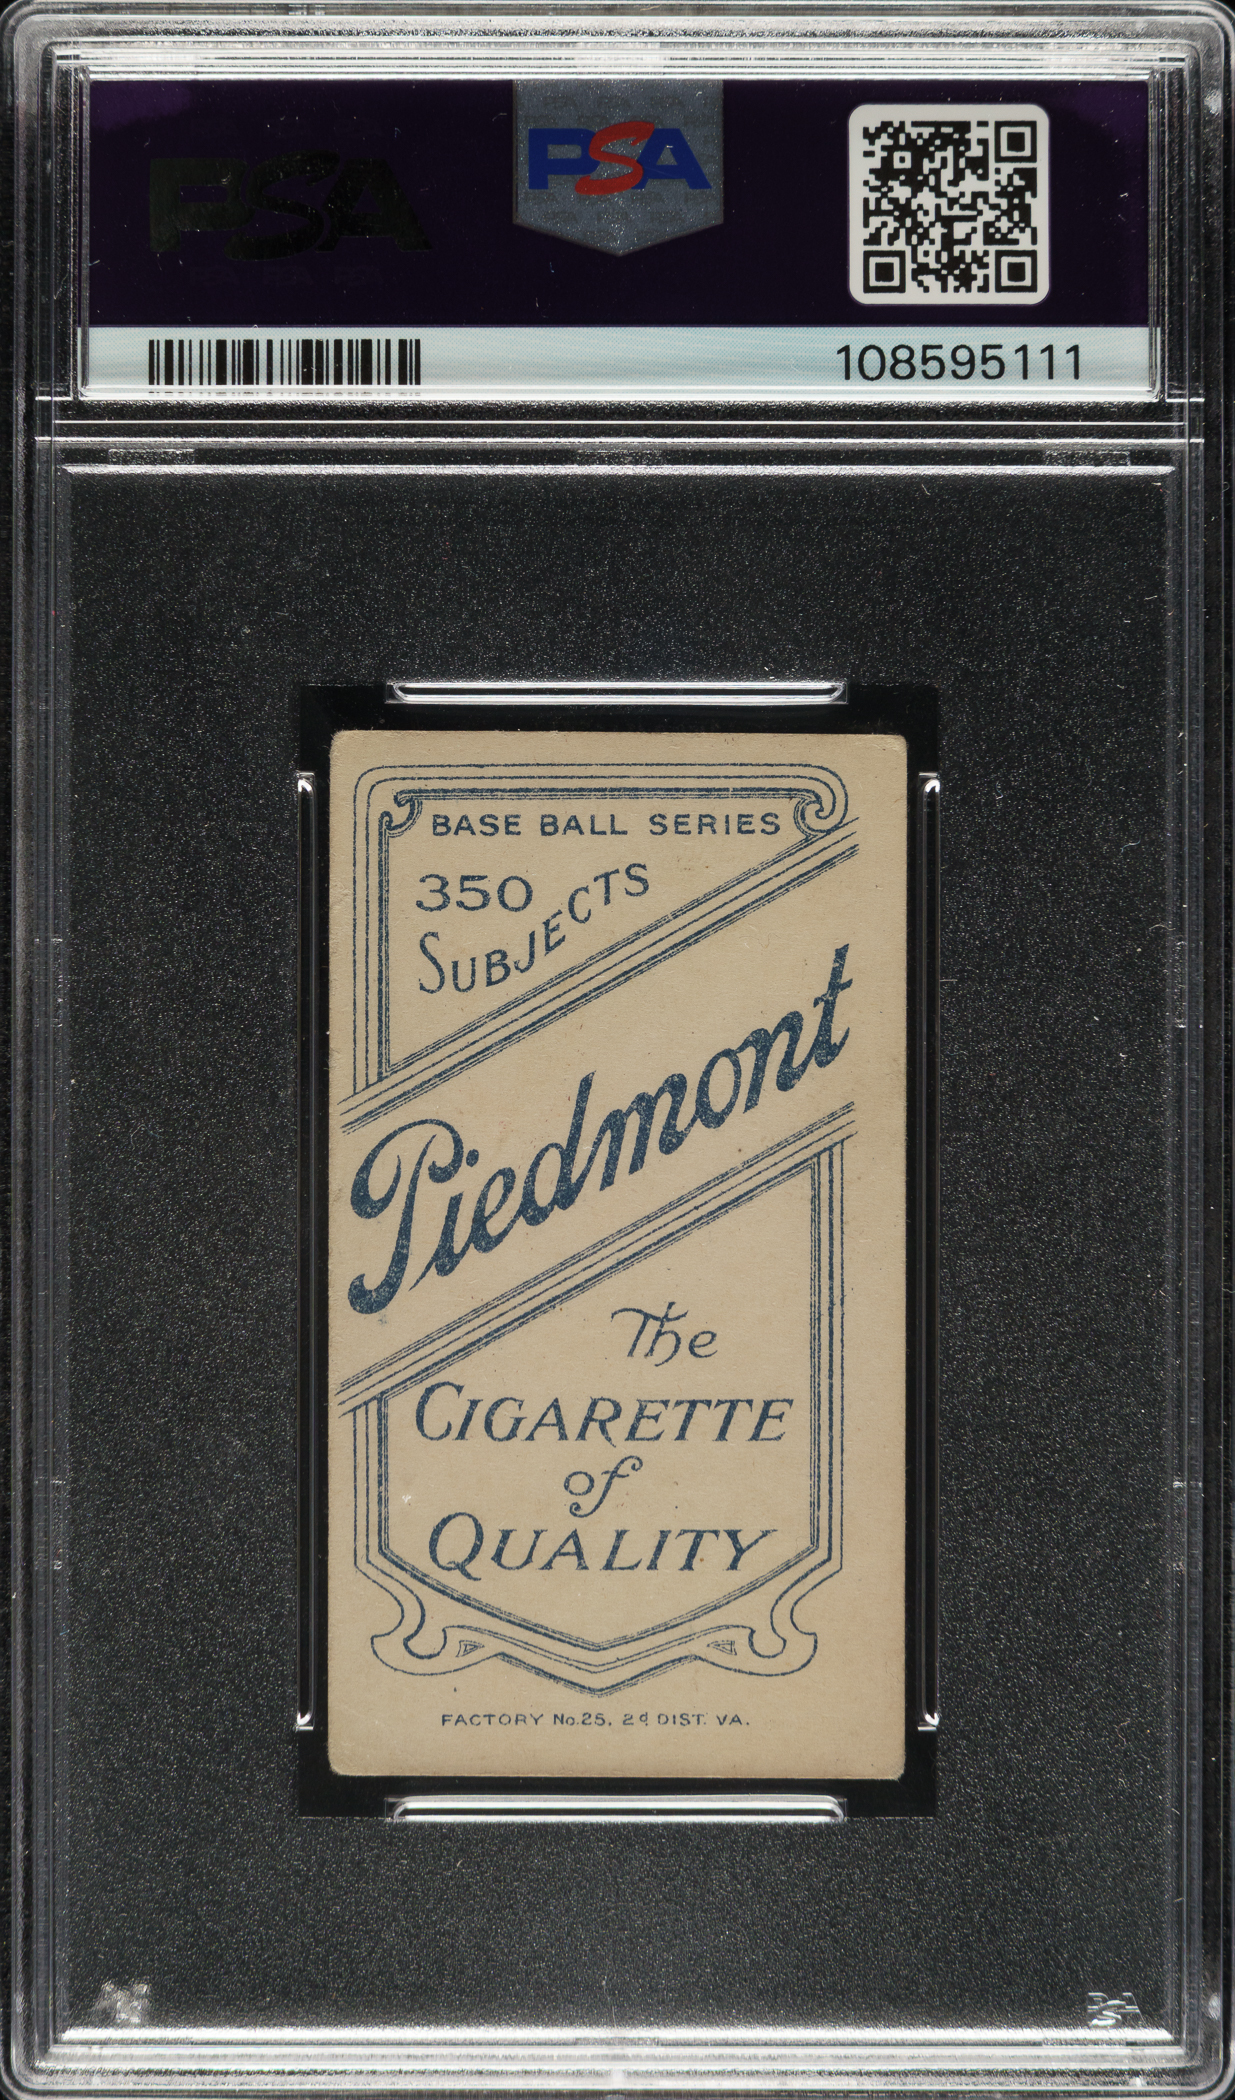 PSA
PSA
108595111
BASE BALL SERIES
350
SUBJECTS
Piedmont
The
CIGARETTE
of
QUALITY
FACTORY No. 25, 2d DIST. VA.
PSA